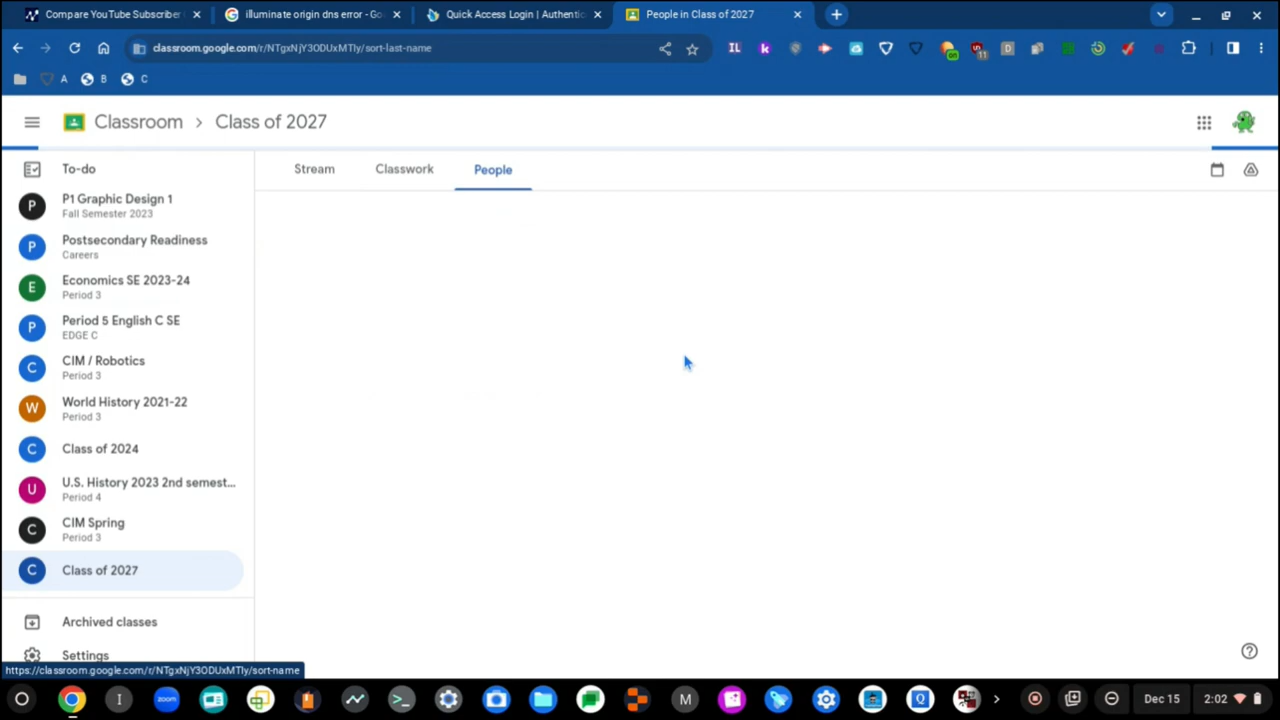 Compare YouTube Subscriber
illuminate origin dns error - Go
Quick Access Login | Authentic
People in Class of 2027
classroom.google.com/r/NTgxNjY3ODUxMTIy/sort-last-name
A
B
C
Classroom > Class of 2027
To-do
Stream
Classwork
People
P1 Graphic Design 1
Fall Semester 2023
Postsecondary Readiness
Careers
Economics SE 2023-24
Period 3
Period 5 English C SE
EDGE C
CIM / Robotics
Period 3
World History 2021-22
Period 3
Class of 2024
U.S. History 2023 2nd semest...
Period 4
CIM Spring
Period 3
Class of 2027
Archived classes
Settings
https://classroom.google.com/r/NTgxNjY3ODUxMTIy/sort-name
Dec 15
2:02